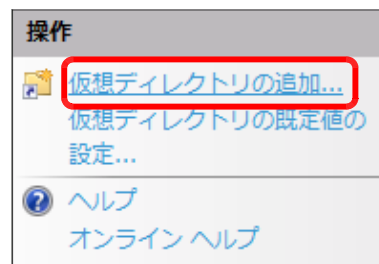 操作
仮想ディレクトリの追加...
仮想ディレクトリの既定値の
設定...
ヘルプ
オンライン ヘルプ